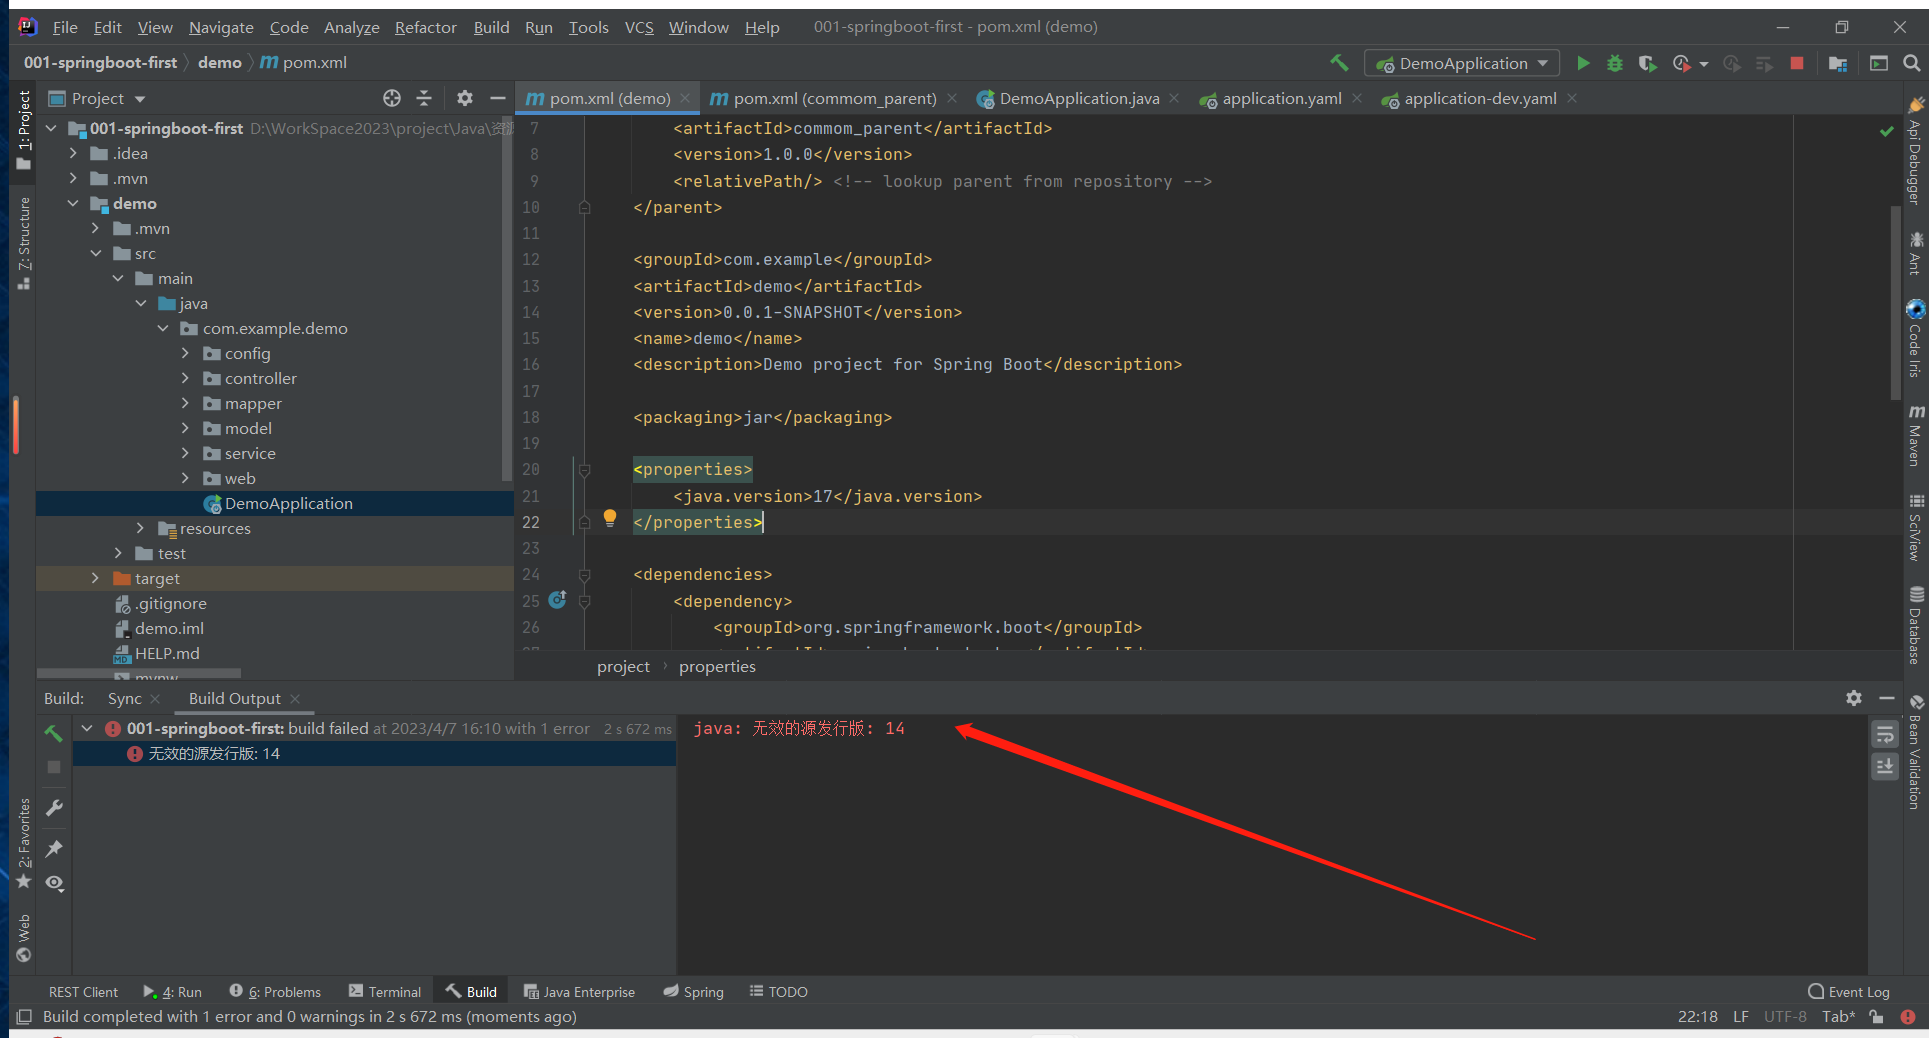 File Edit View Navigate Code Analyze Refactor Build Run Tools VCS Window Help 001-springboot-first - pom.xml (demo)
001-springboot-first demo pom.xml
DemoApplication
1: Project
Project
pom.xml (demo) pom.xml (commom_parent) DemoApplication.java application.yaml application-dev.yaml
001-springboot-first D:\WorkSpace2023\project\Java\资源
.idea
.mvn
demo
.mvn
src
main
java
com.example.demo
config
controller
mapper
model
service
web
DemoApplication
resources
test
target
.gitignore
demo.iml
HELP.md
mvnw
7 <artifactId>commom_parent</artifactId>
8 <version>1.0.0</version>
9 <relativePath/> <!-- lookup parent from repository -->
10 </parent>
11
12 <groupId>com.example</groupId>
13 <artifactId>demo</artifactId>
14 <version>0.0.1-SNAPSHOT</version>
15 <name>demo</name>
16 <description>Demo project for Spring Boot</description>
17
18 <packaging>jar</packaging>
19
20 <properties>
21 <java.version>17</java.version>
22 </properties>
23
24 <dependencies>
25 <dependency>
26 <groupId>org.springframework.boot</groupId>
project properties
7: Structure
2: Favorites
Web
Api Debugger
Ant
Code Iris
Maven
SciView
Database
Bean Validation
Build: Sync Build Output
001-springboot-first: build failed at 2023/4/7 16:10 with 1 error 2 s 672 ms
无效的源发行版: 14
java: 无效的源发行版: 14
REST Client 4: Run 6: Problems Terminal Build Java Enterprise Spring TODO Event Log
Build completed with 1 error and 0 warnings in 2 s 672 ms (moments ago) 22:18 LF UTF-8 Tab*